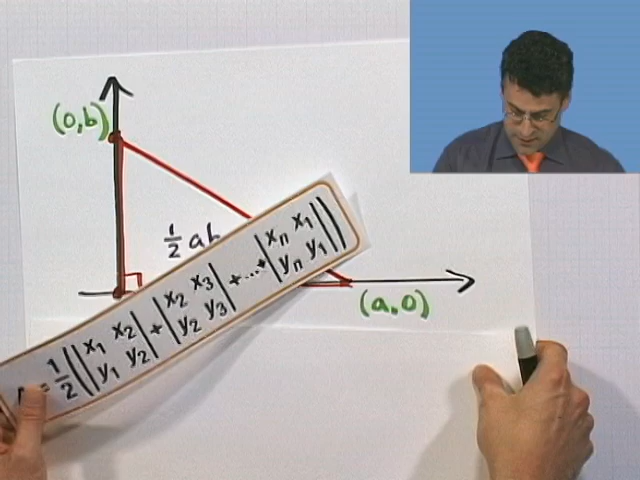 (0,b)
1/2 ab
= 1/2 (|x₁ x₂ / y₁ y₂| + |x₂ x₃ / y₂ y₃| + ... + |xₙ x₁ / yₙ y₁|)
(a,0)